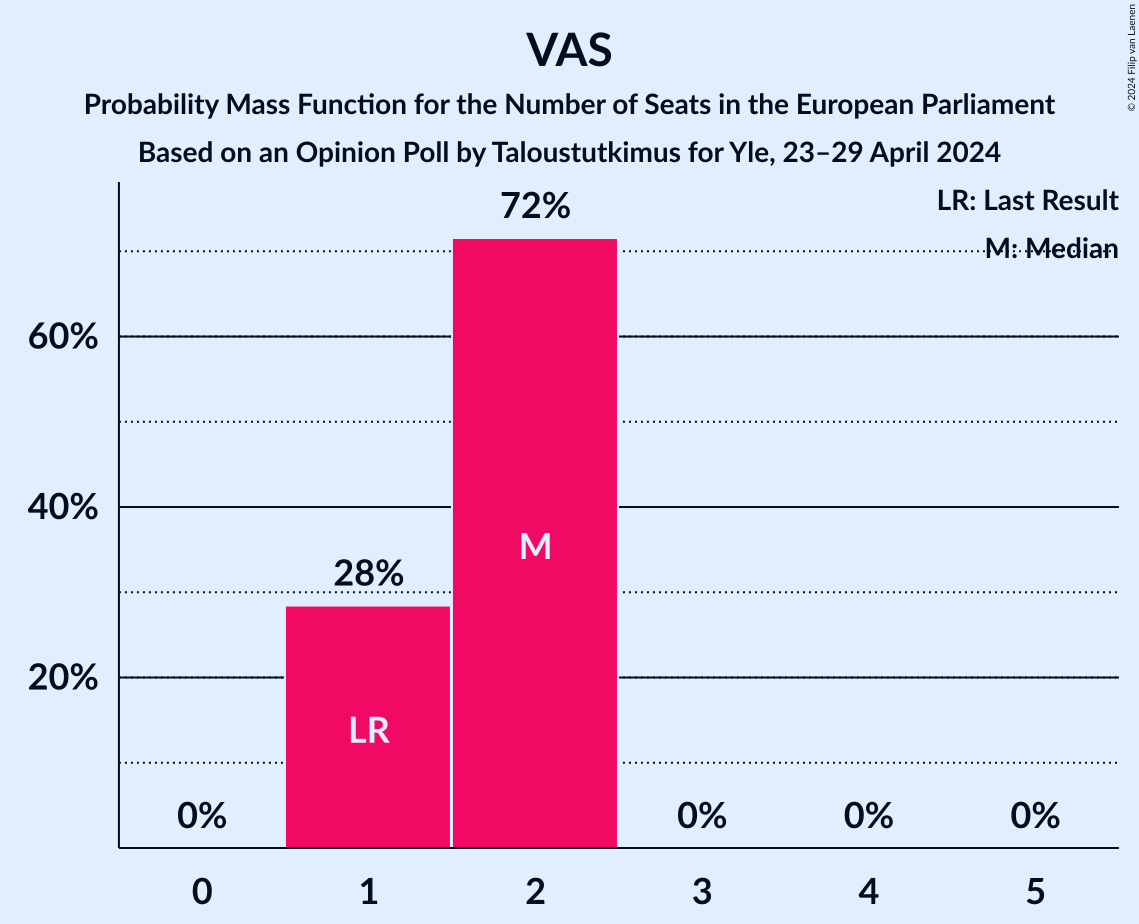 VAS
Probability Mass Function for the Number of Seats in the European Parliament
Based on an Opinion Poll by Taloustutkimus for Yle, 23–29 April 2024
© 2024 Filip van Laenen
LR: Last Result
M: Median
72%
60%
40%
M
28%
20%
LR
0%
0%
0%
0%
0 1 2 3 4 5